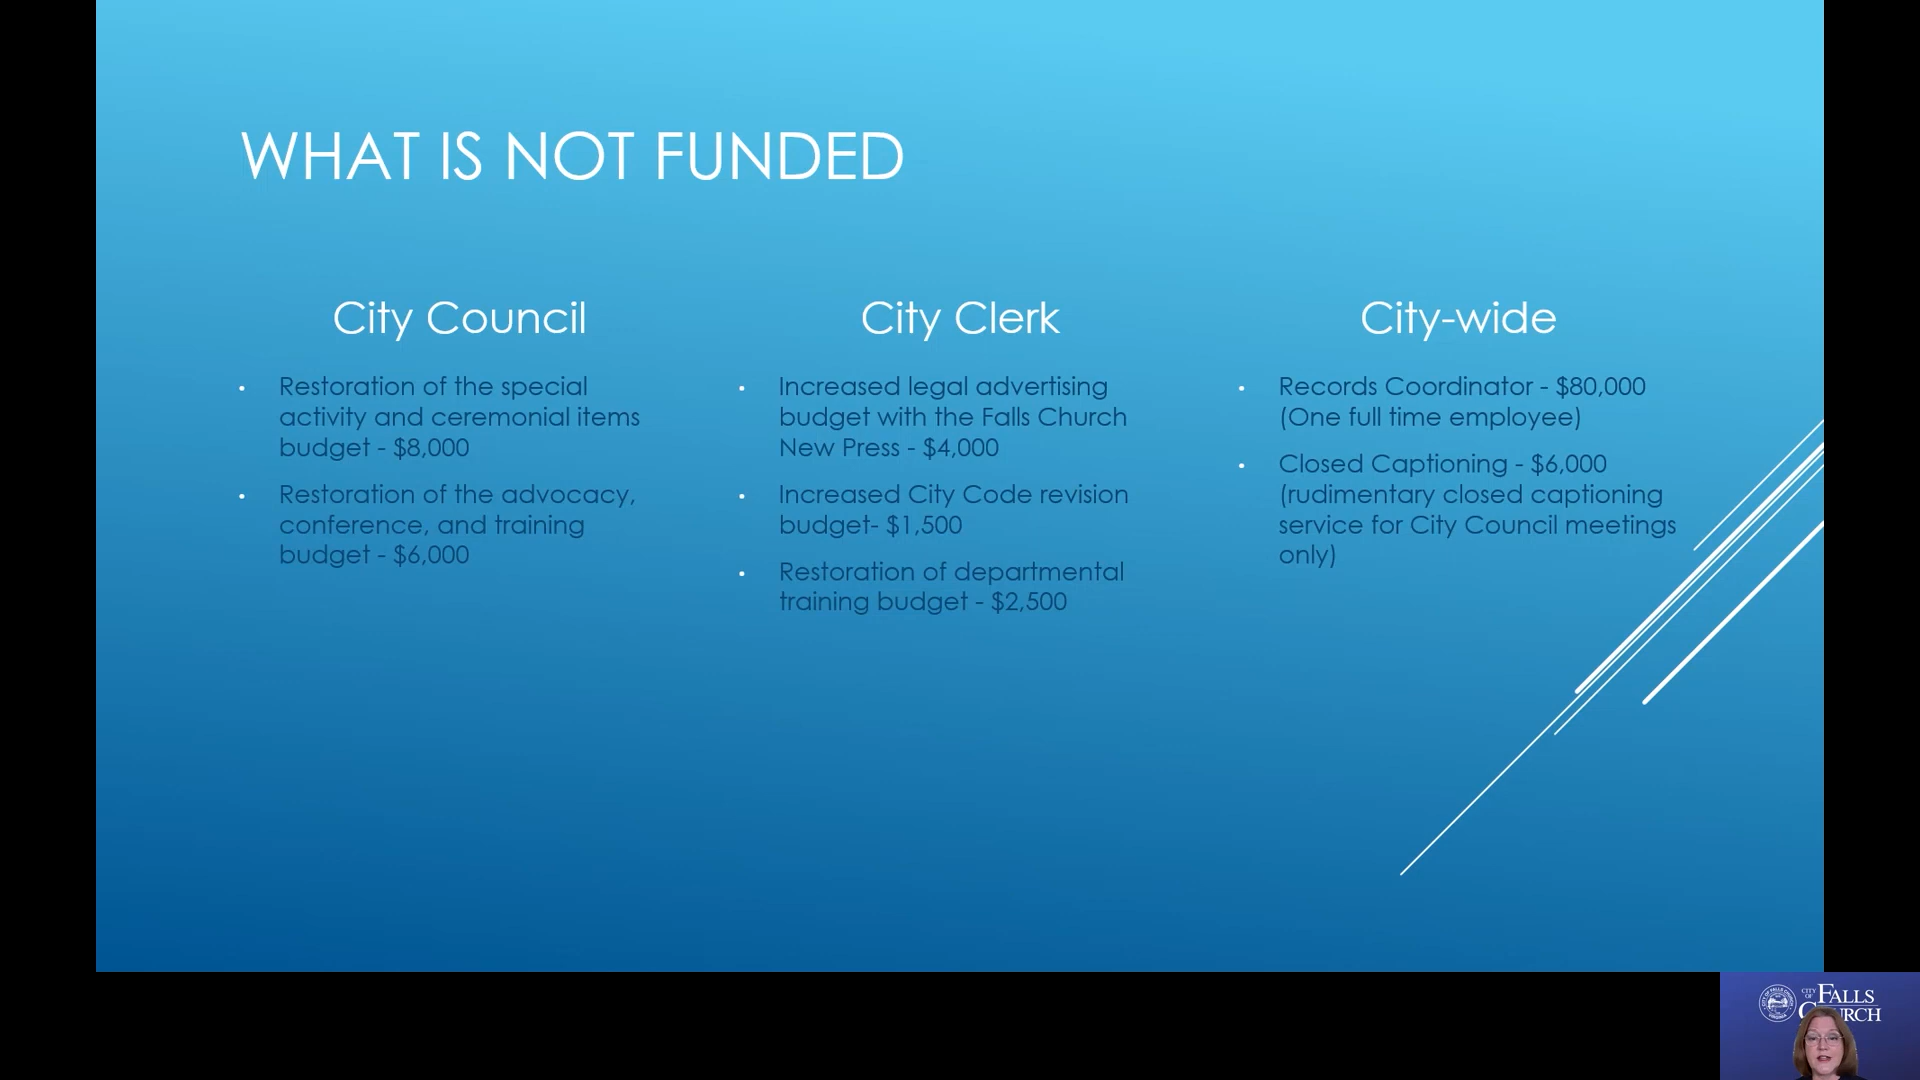 WHAT IS NOT FUNDED
City Council
• Restoration of the special
activity and ceremonial items
budget - $8,000
• Restoration of the advocacy,
conference, and training
budget - $6,000
City Clerk
• Increased legal advertising
budget with the Falls Church
New Press - $4,000
• Increased City Code revision
budget- $1,500
• Restoration of departmental
training budget - $2,500
City-wide
• Records Coordinator - $80,000
(One full time employee)
• Closed Captioning - $6,000
(rudimentary closed captioning
service for City Council meetings
only)
CITY OF FALLS